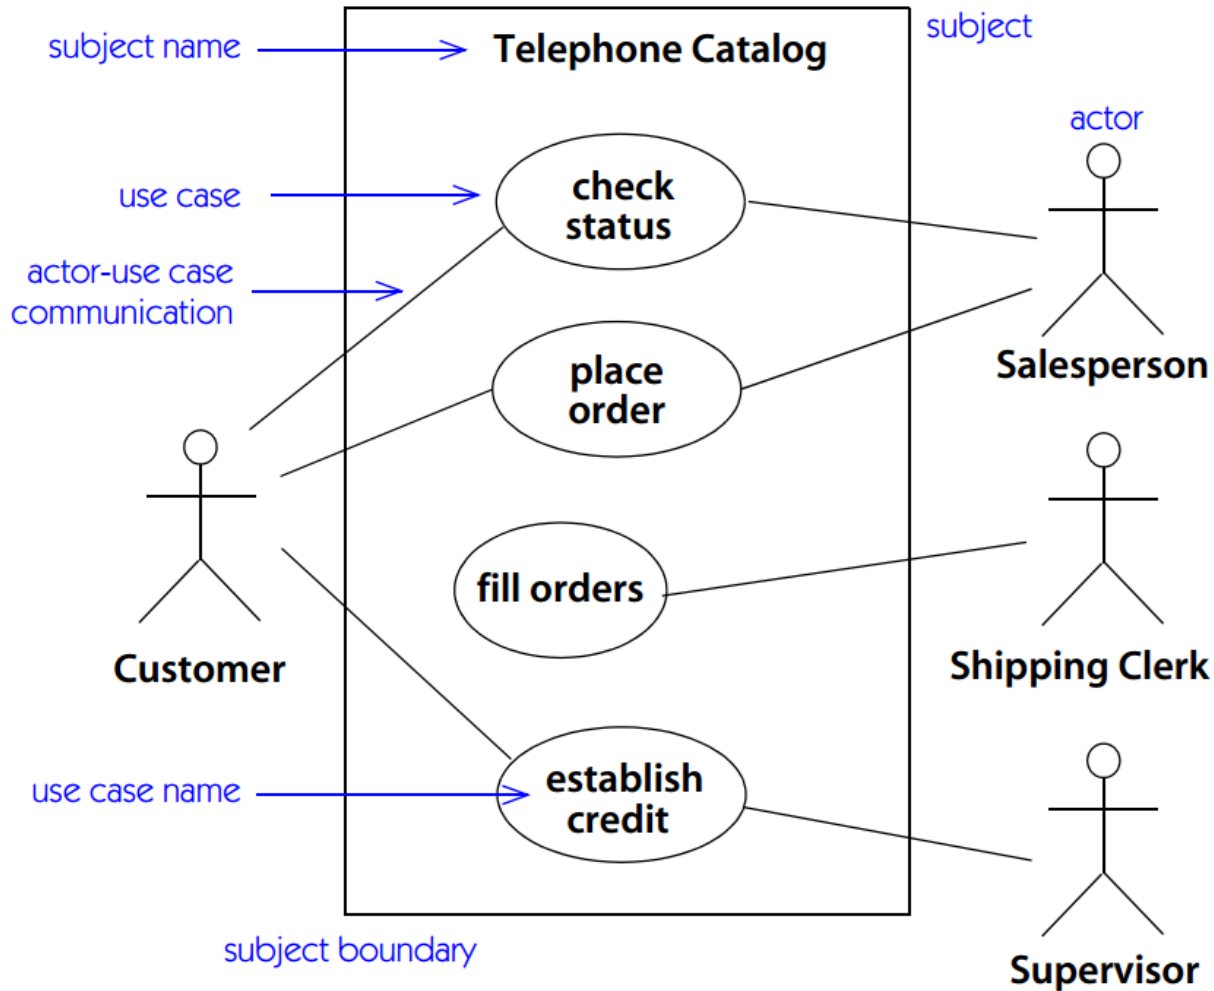 subject name
Telephone Catalog
subject
actor
use case
check
status
actor-use case
communication
place
order
Salesperson
fill orders
Customer
Shipping Clerk
use case name
establish
credit
subject boundary
Supervisor